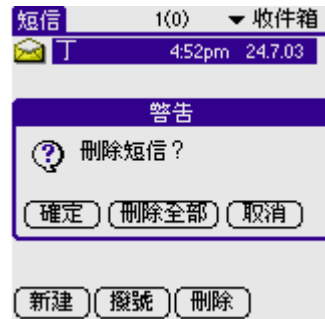 短信 1(0) 收件箱
丁 4:52pm 24.7.03
警告
刪除短信？
確定 刪除全部 取消
新建 撥號 刪除